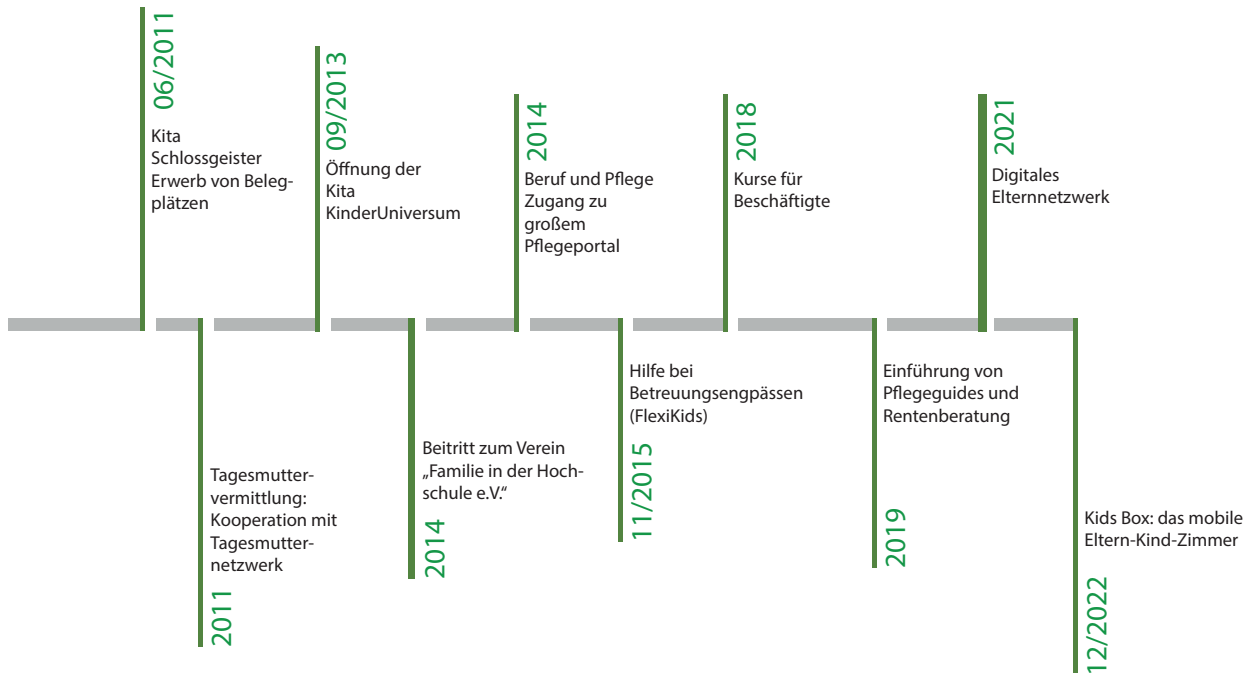 06/2011
Kita
Schlossgeister
Erwerb von Beleg-
plätzen
2011
Tagesmutter-
vermittlung:
Kooperation mit
Tagesmutter-
netzwerk
09/2013
Öffnung der
Kita
KinderUniversum
2014
Beitritt zum Verein
„Familie in der Hoch-
schule e.V.“
2014
Beruf und Pflege
Zugang zu
großem
Pflegeportal
11/2015
Hilfe bei
Betreuungsengpässen
(FlexiKids)
2018
Kurse für
Beschäftigte
2019
Einführung von
Pflegeguides und
Rentenberatung
2021
Digitales
Elternnetzwerk
12/2022
Kids Box: das mobile
Eltern-Kind-Zimmer